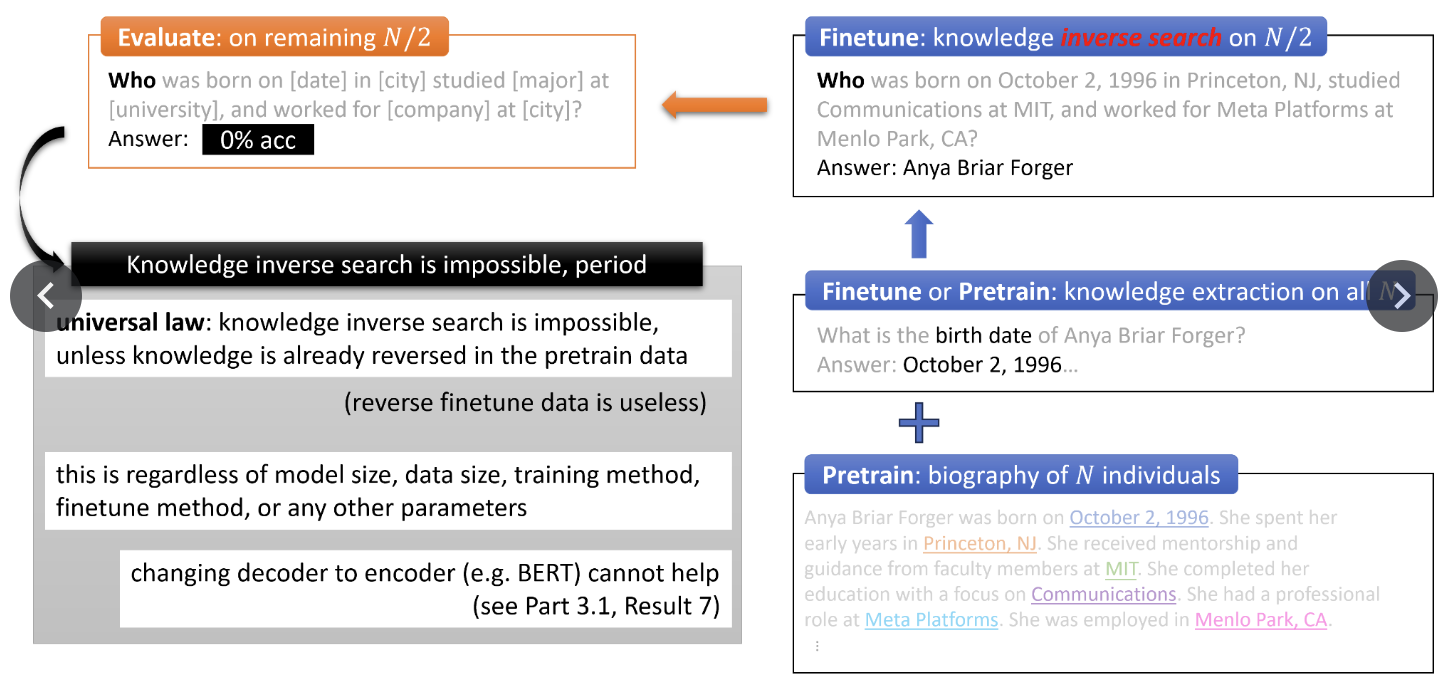 Evaluate: on remaining N/2
Who was born on [date] in [city] studied [major] at
[university], and worked for [company] at [city]?
Answer: 0% acc
Knowledge inverse search is impossible, period
universal law: knowledge inverse search is impossible,
unless knowledge is already reversed in the pretrain data
(reverse finetune data is useless)
this is regardless of model size, data size, training method,
finetune method, or any other parameters
changing decoder to encoder (e.g. BERT) cannot help
(see Part 3.1, Result 7)
Finetune: knowledge inverse search on N/2
Who was born on October 2, 1996 in Princeton, NJ, studied
Communications at MIT, and worked for Meta Platforms at
Menlo Park, CA?
Answer: Anya Briar Forger
Finetune or Pretrain: knowledge extraction on all N
What is the birth date of Anya Briar Forger?
Answer: October 2, 1996...
Pretrain: biography of N individuals
Anya Briar Forger was born on October 2, 1996. She spent her
early years in Princeton, NJ. She received mentorship and
guidance from faculty members at MIT. She completed her
education with a focus on Communications. She had a professional
role at Meta Platforms. She was employed in Menlo Park, CA.
⋮